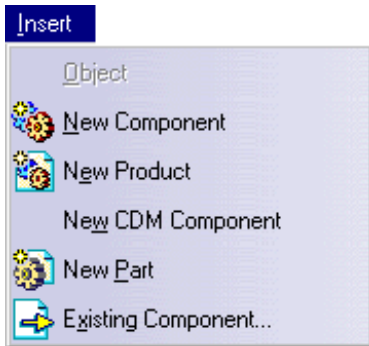 Insert
Object
New Component
New Product
New CDM Component
New Part
Existing Component...